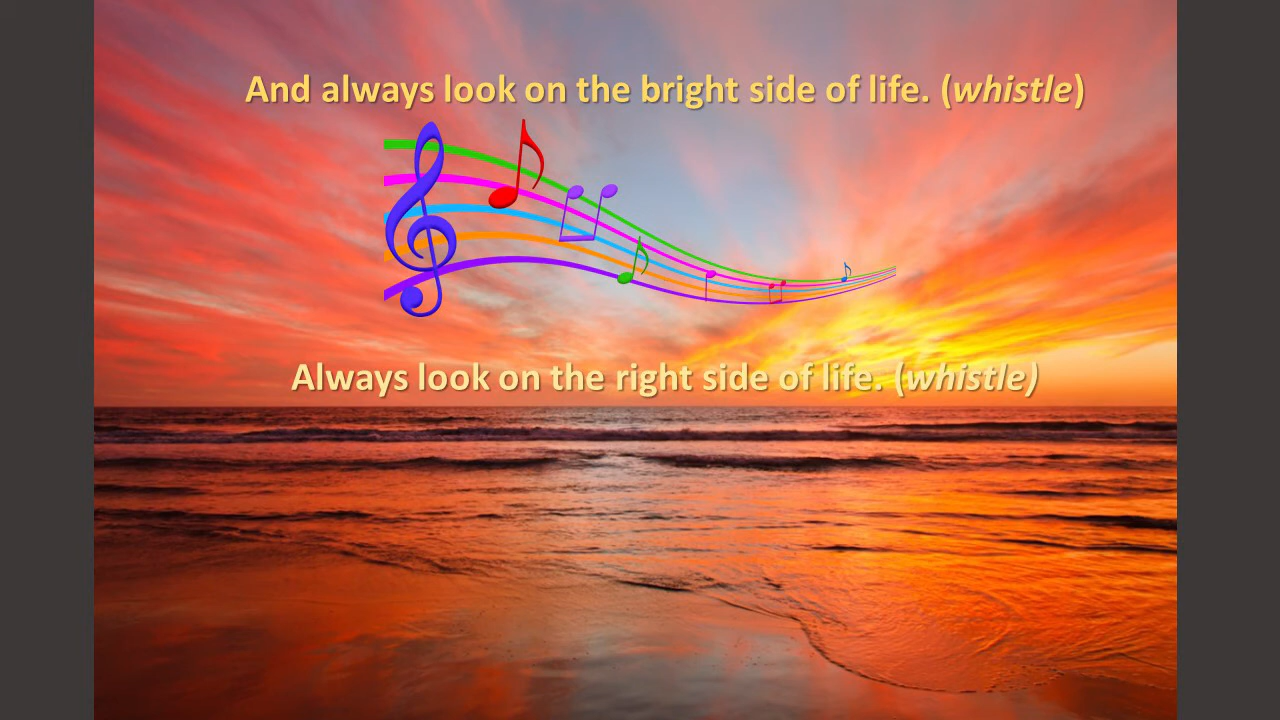 And always look on the bright side of life. (whistle)
Always look on the right side of life. (whistle)